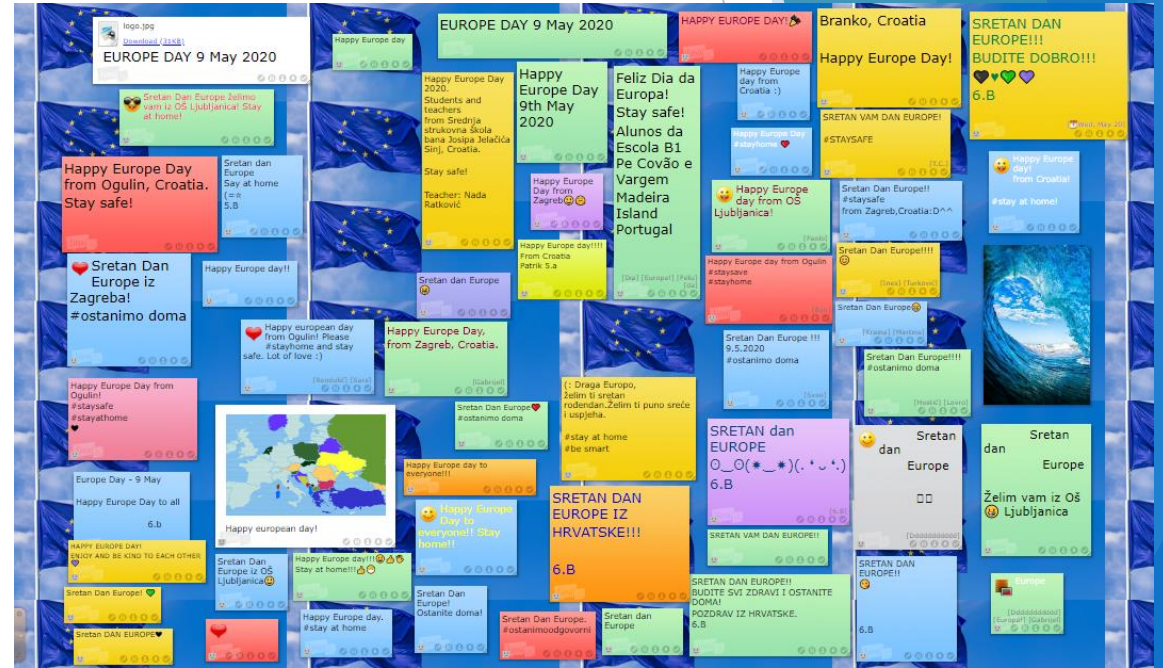 logo.jpg
Download (31KB)
EUROPE DAY 9 May 2020
Happy Europe day
EUROPE DAY 9 May 2020
HAPPY EUROPE DAY!
Branko, Croatia
Happy Europe Day!
SRETAN DAN
EUROPE!!!
BUDITE DOBRO!!!
🖤♥💚💜
6.B
Sretan Dan Europe želimo
vam iz OŠ Ljubljanica! Stay
at home!
Happy Europe Day
2020.
Students and
teachers
from Srednja
strukovna škola
bana Josipa Jelačića
Sinj, Croatia.
Stay safe!
Teacher: Nada
Ratković
Happy
Europe Day
9th May
2020
Feliz Dia da
Europa!
Stay safe!
Alunos da
Escola B1
Pe Covão e
Vargem
Madeira
Island
Portugal
Happy Europe
day from
Croatia :)
Happy Europe Day
#stayhome ❤
SRETAN VAM DAN EUROPE!
#STAYSAFE
Happy Europe Day
from Ogulin, Croatia.
Stay safe!
Sretan dan
Europe
Say at home
(=☆
5.B
Happy Europe
Day from
Zagreb
Happy Europe
day from OŠ
Ljubljanica!
Sretan Dan Europe!!
#staysafe
from Zagreb,Croatia:D^^
Happy Europe
day!
from Croatia!
#stay at home!
Happy Europe day!!!!
From Croatia
Patrik 5.a
Sretan Dan
Europe iz
Zagreba!
#ostanimo doma
Happy Europe day!!
Sretan dan Europe
Happy Europe day from Ogulin
#staysave
#stayhome
Sretan Dan Europe!!!!
Sretan Dan Europe
Happy european day
from Ogulin! Please
#stayhome and stay
safe. Lot of love :)
Happy Europe Day,
from Zagreb, Croatia.
[Gabrijel]
Sretan Dan Europe !!!
9.5.2020
#ostanimo doma
Sretan Dan Europe!!!!
#ostanimo doma
Happy Europe Day from
Ogulin!
#staysafe
#stayathome
♥
Sretan Dan Europe❤
#ostanimo doma
(: Draga Europo,
želim ti sretan
rođendan.Želim ti puno sreće
i uspjeha.
#stay at home
#be smart
SRETAN dan
EUROPE
ʘ‿ʘ(✷‿✷)(. ❛ ᴗ ❛.)
6.B
Sretan
dan
Europe
Sretan
dan
Europe
Želim vam iz Oš
Ljubljanica
Happy european day!
Happy Europe day to
everyone!!!
Europe Day - 9 May
Happy Europe Day to all
6.b
Happy Europe
Day to
everyone!! Stay
home!!
SRETAN DAN
EUROPE IZ
HRVATSKE!!!
6.B
SRETAN VAM DAN EUROPE!!
HAPPY EUROPE DAY!
ENJOY AND BE KIND TO EACH OTHER
Sretan Dan
Europe iz OŠ
Ljubljanica
Happy Europe day!!!
Stay at home!!!
SRETAN DAN
EUROPE!!
6.B
Sretan Dan Europe! 💚
Sretan Dan
Europe!
Ostanite doma!
SRETAN DAN EUROPE!!
BUDITE SVI ZDRAVI I OSTANITE
DOMA!
POZDRAV IZ HRVATSKE.
6.B
Europe
Happy Europe day.
#stay at home
Sretan Dan Europe.
#ostanimoodgovorni
Sretan dan
Europe
Sretan DAN EUROPE♥